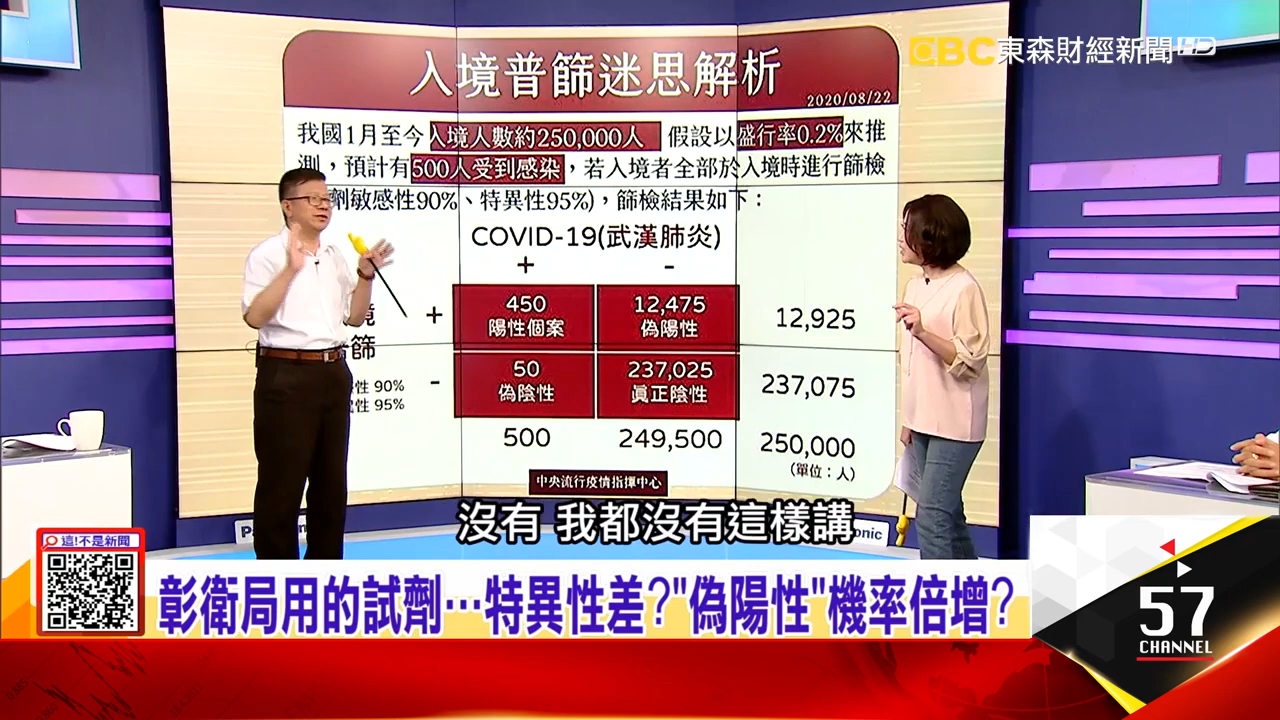 EBC 東森財經新聞 HD
入境普篩迷思解析
2020/08/22
我國1月至今入境人數約250,000人 假設以盛行率0.2%來推
測，預計有500人受到感染，若入境者全部於入境時進行篩檢
劑敏感性90%、特異性95%)，篩檢結果如下：
COVID-19(武漢肺炎)
+ -
+ 450 12,475 12,925
陽性個案 偽陽性
篩
- 50 237,025 237,075
偽陰性 眞正陰性
性 90%
性 95%
500 249,500 250,000
(單位：人)
中央流行疫情指揮中心
沒有 我都沒有這樣講
onic
這!不是新聞
彰衛局用的試劑…特異性差?"偽陽性"機率倍增?
57
CHANNEL